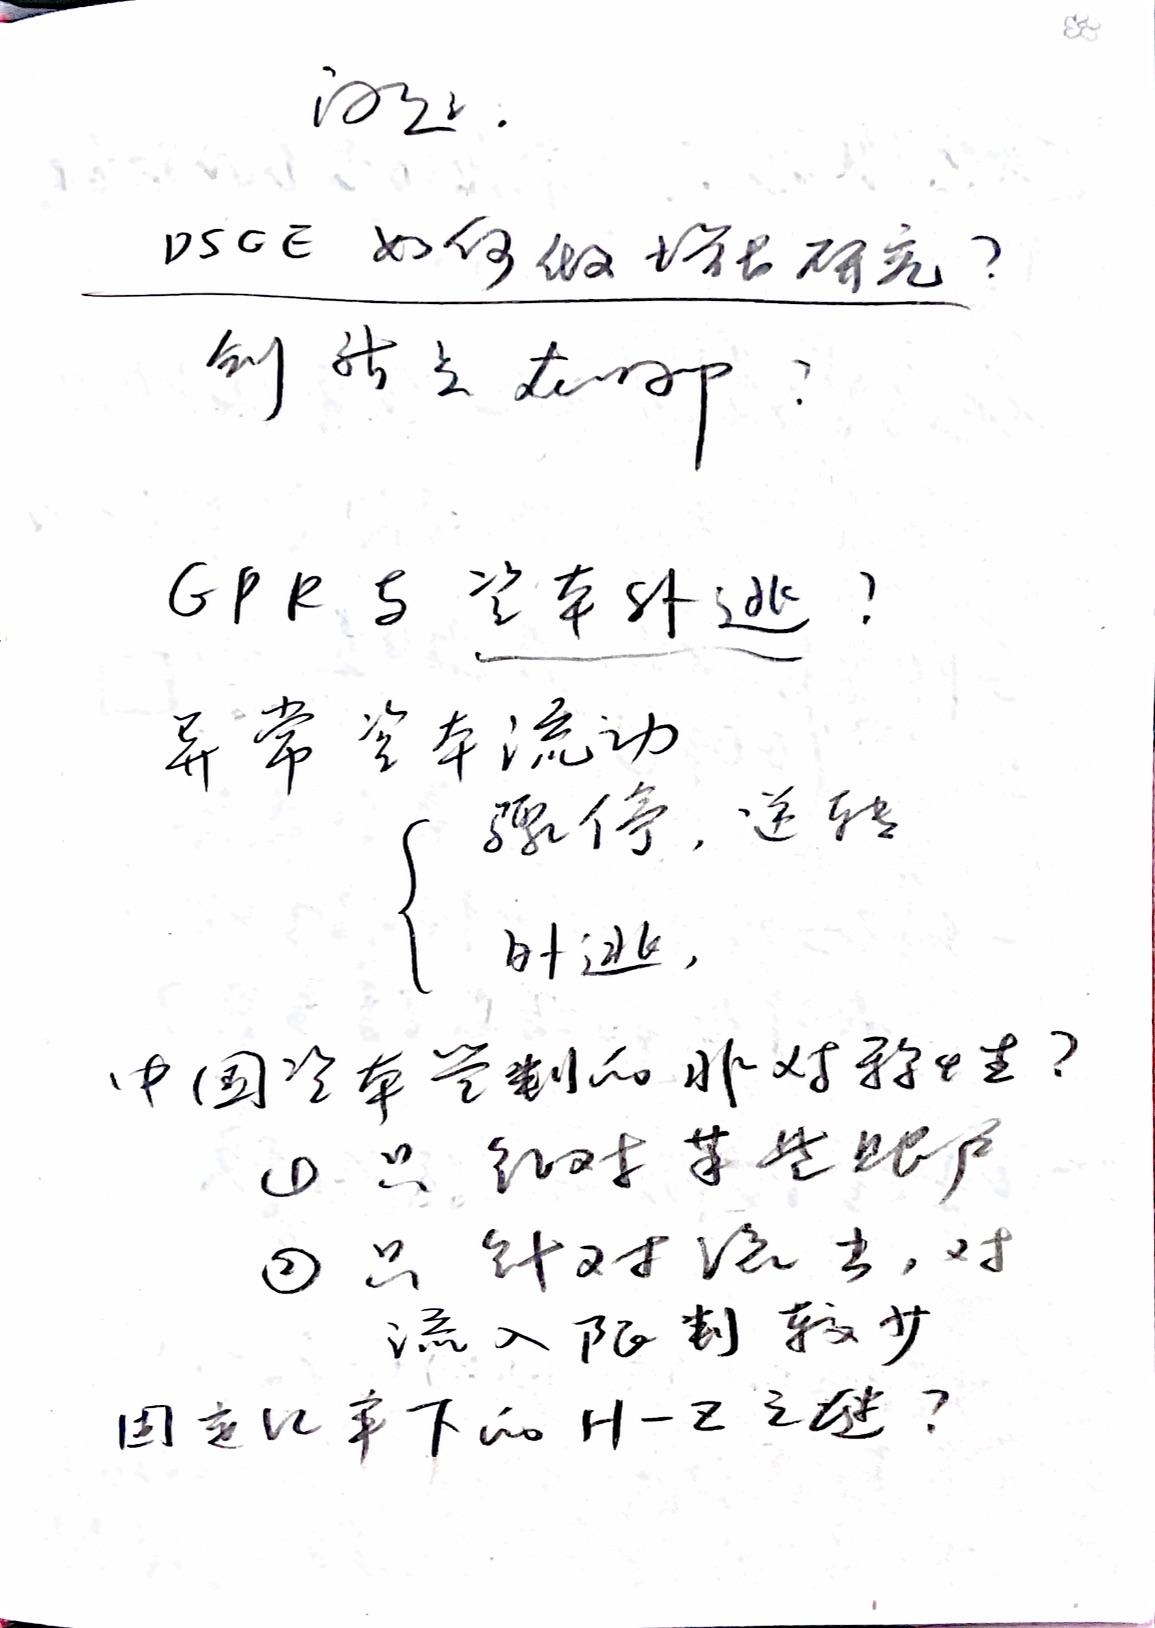 问题.
DSGE 如何做增长研究?
创新点在哪?
GPR 与 资本外逃?
异常资本流动
骤停, 逆转
外逃,
中国资本管制的非对称性?
① 只针对某些账户
② 只针对流出, 对
流入限制较少
固定汇率下的 H-Z 之谜?